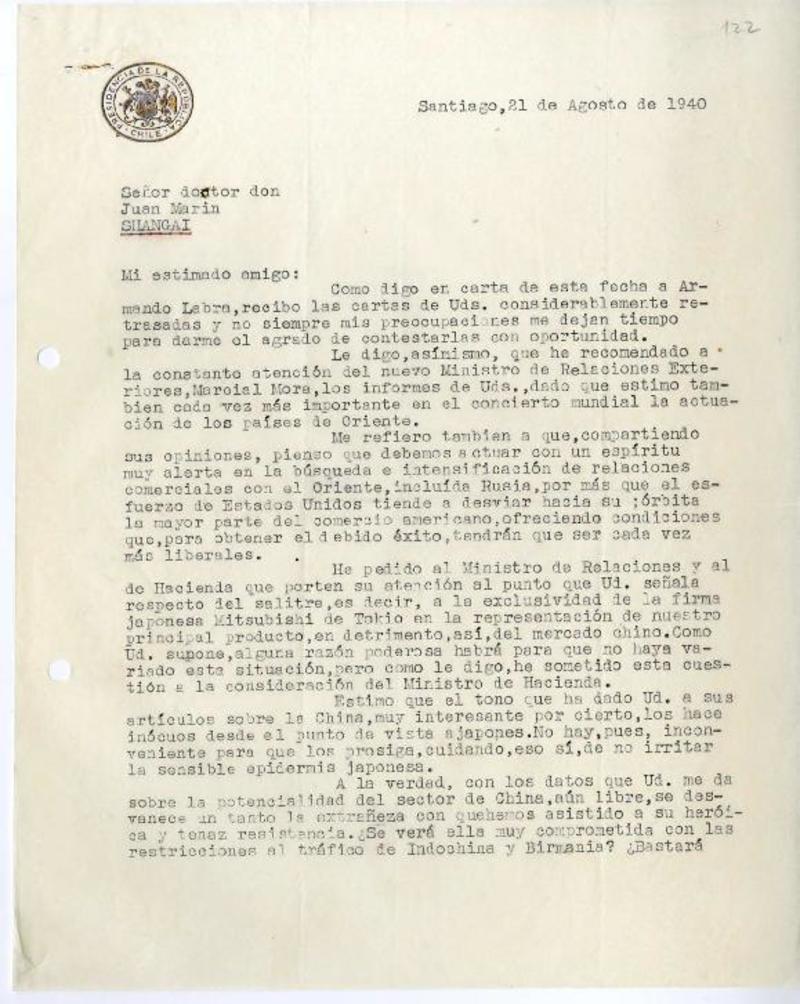 122
PRESIDENCIA DE LA REPUBLICA
CHILE
Santiago,21 de Agosto de 1940
Señor doctor don
Juan Marin
SHANGAI
Mi estimado amigo:
Como digo en carta de esta fecha a Ar-
mando Labra,recibo las cartas de Uds. considerablemente re-
trasadas y no siempre mis preocupaciones me dejan tiempo
para darme el agrado de contestarlas con oportunidad.
Le digo,asímismo, que he recomendado a
la constante atención del nuevo Ministro de Relaciones Exte-
riores,Marcial Mora,los informes de Uds.,dado que estimo tam-
bien cada vez más importante en el concierto mundial la actua-
ción de los países de Oriente.
Me refiero tambien a que,compartiendo
sus opiniones, pienso que debemos actuar con un espíritu
muy alerta en la búsqueda e intensificación de relaciones
comerciales con el Oriente,incluída Rusia,por más que el es-
fuerzo de Estados Unidos tiende a desviar hacia su ;órbita
la mayor parte del comercio americano,ofreciendo condiciones
que,para obtener el debido éxito,tendrán que ser cada vez
más liberales. .
He pedido al Ministro de Relaciones y al
de Hacienda que porten su atención al punto que Ud. señala
respecto del salitre,es decir, a la exclusividad de la firma
japonesa Mitsubishi de Tokio en la representación de nuestro
principal producto,en detrimento,así,del mercado chino.Como
Ud. supone,alguna razón poderosa habrá para que no haya va-
riado esta situación,pero como le digo,he sometido esta cues-
tión a la consideración del Ministro de Hacienda.
Estimo que el tono que ha dado Ud. a sus
artículos sobre la China,muy interesante por cierto,los hace
inócuos desde el punto de vista ajapones.No hay,pues, incon-
veniente para que los prosiga,cuidando,eso sí,de no irritar
la sensible epidermis japonesa.
A la verdad, con los datos que Ud. me da
sobre la potencialidad del sector de China,aún libre,se des-
vanece un tanto la extrañeza con quehemos asistido a su herói-
ca y tenaz resistencia.¿Se verá ella muy comprometida con las
restricciones al tráfico de Indochina y Birmania? ¿Bastará